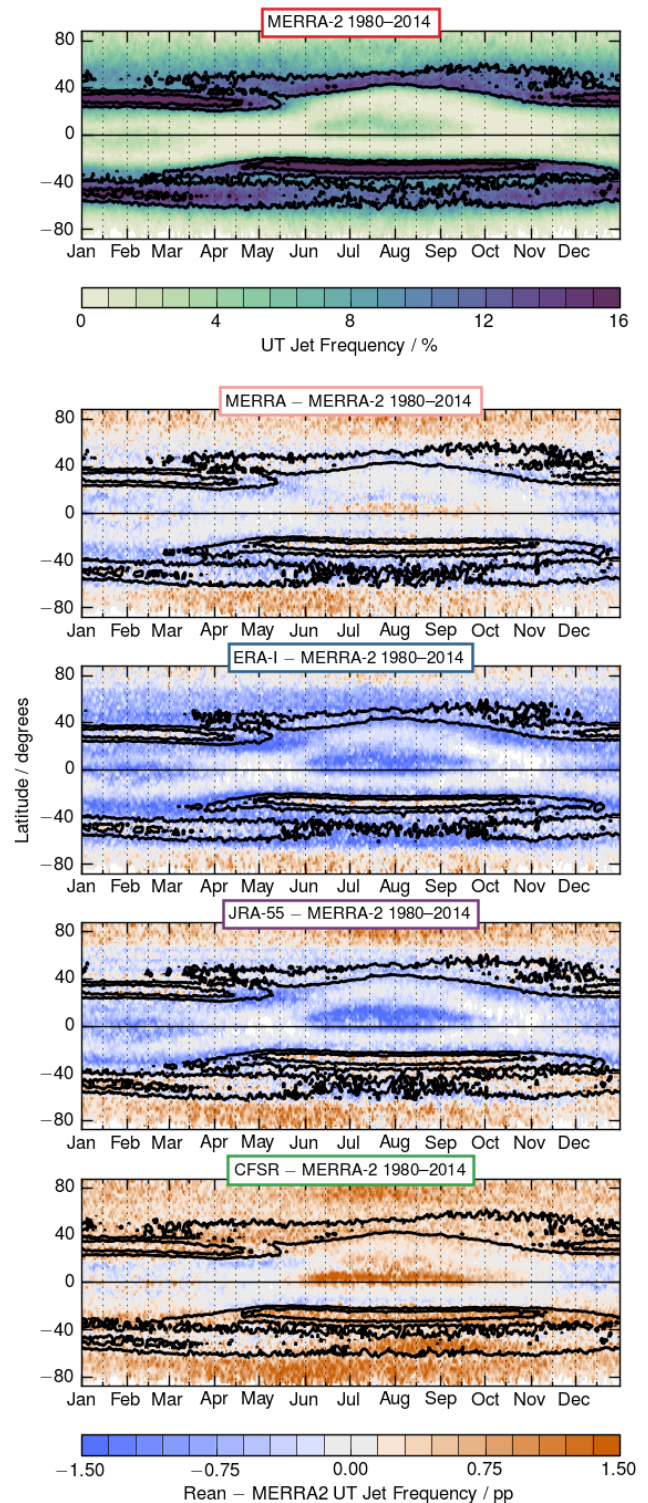 MERRA-2 1980–2014
80
40
0
−40
−80
Jan Feb Mar Apr May Jun Jul Aug Sep Oct Nov Dec
0 4 8 12 16
UT Jet Frequency / %
MERRA − MERRA-2 1980–2014
80
40
0
−40
−80
Jan Feb Mar Apr May Jun Jul Aug Sep Oct Nov Dec
ERA-I − MERRA-2 1980–2014
80
40
0
−40
−80
Jan Feb Mar Apr May Jun Jul Aug Sep Oct Nov Dec
Latitude / degrees
JRA-55 − MERRA-2 1980–2014
80
40
0
−40
−80
Jan Feb Mar Apr May Jun Jul Aug Sep Oct Nov Dec
CFSR − MERRA-2 1980–2014
80
40
0
−40
−80
Jan Feb Mar Apr May Jun Jul Aug Sep Oct Nov Dec
−1.50 −0.75 0.00 0.75 1.50
Rean − MERRA2 UT Jet Frequency / pp